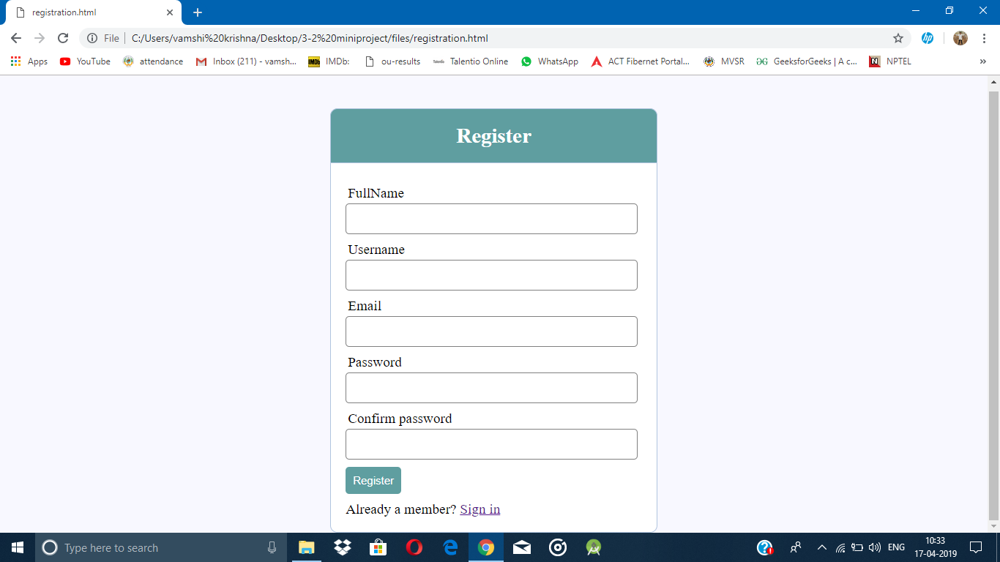 registration.html
File C:/Users/vamshi%20krishna/Desktop/3-2%20miniproject/files/registration.html
Apps YouTube attendance Inbox (211) - vamsh... IMDb IMDb: ou-results Talentio Online WhatsApp ACT Fibernet Portal... MVSR GeeksforGeeks | A c... NPTEL
Register
FullName
Username
Email
Password
Confirm password
Register
Already a member? Sign in
Type here to search
ENG
10:33
17-04-2019